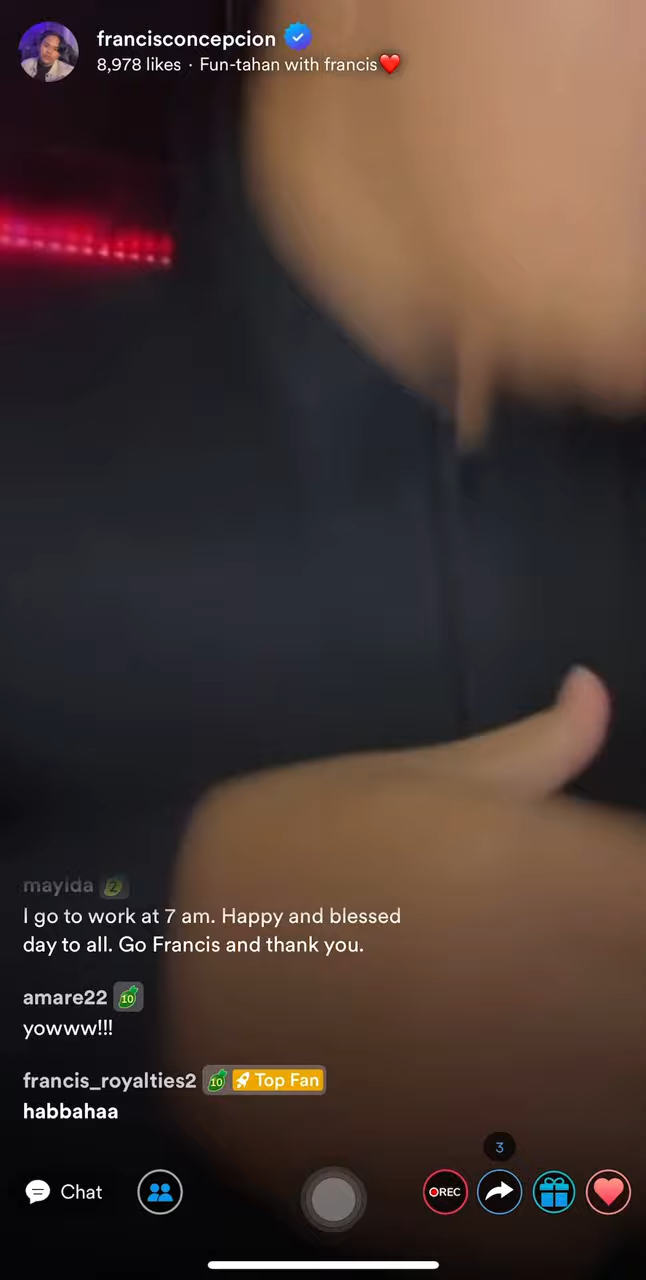 francisconcepcion
8,978 likes · Fun-tahan with francis❤️
mayida 2
I go to work at 7 am. Happy and blessed
day to all. Go Francis and thank you.
amare22 10
yowww!!!
francis_royalties2 10 Top Fan
habbahaa
3
Chat
REC